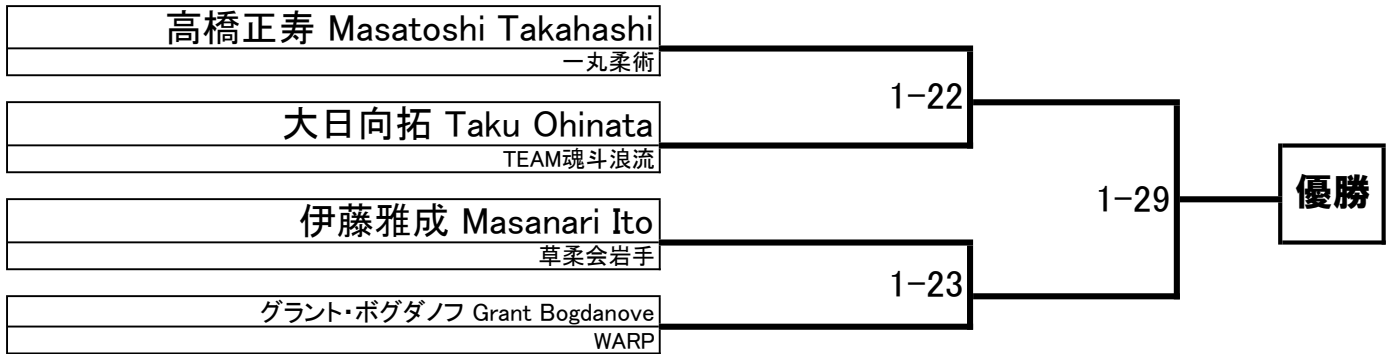 高橋正寿 Masatoshi Takahashi
一丸柔術
1-22
大日向拓 Taku Ohinata
TEAM魂斗浪流
1-29
優勝
伊藤雅成 Masanari Ito
草柔会岩手
1-23
グラント・ボグダノフ Grant Bogdanove
WARP